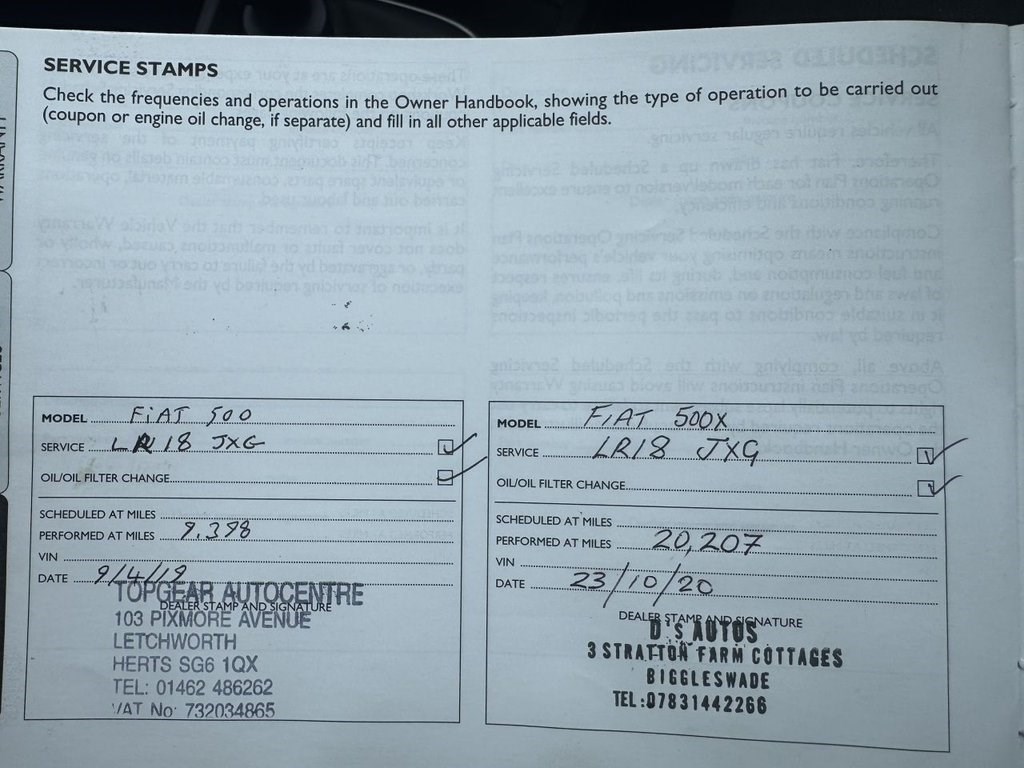 SERVICE STAMPS
Check the frequencies and operations in the Owner Handbook, showing the type of operation to be carried out
(coupon or engine oil change, if separate) and fill in all other applicable fields.
MODEL FiAT 500
SERVICE LR18 JXG
OIL/OIL FILTER CHANGE
SCHEDULED AT MILES
PERFORMED AT MILES 9,398
VIN
DATE 9/4/19
DEALER STAMP AND SIGNATURE
TOPGEAR AUTOCENTRE
103 PIXMORE AVENUE
LETCHWORTH
HERTS SG6 1QX
TEL: 01462 486262
VAT No: 732034865
MODEL FIAT 500X
SERVICE LR18 JXG
OIL/OIL FILTER CHANGE
SCHEDULED AT MILES
PERFORMED AT MILES 20,207
VIN
DATE 23/10/20
DEALER STAMP AND SIGNATURE
D'S AUTOS
3 STRATTON FARM COTTAGES
BIGGLESWADE
TEL:07831442266